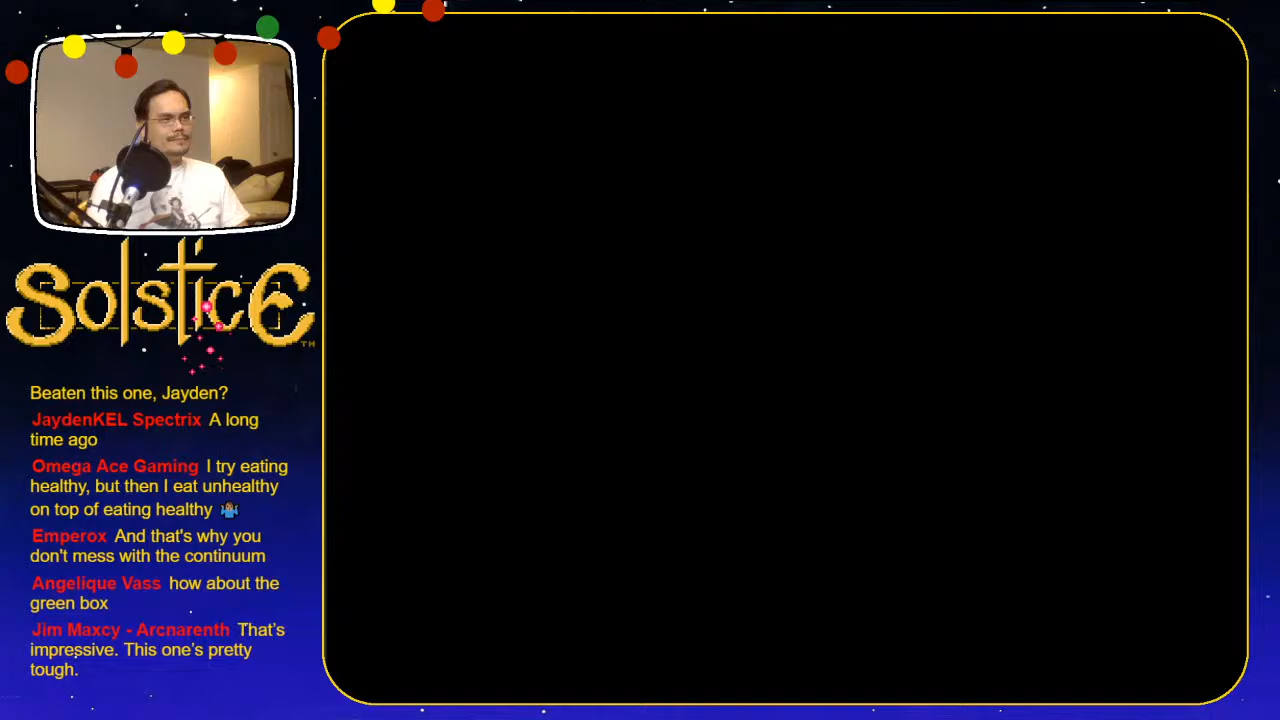 Solstice™
Beaten this one, Jayden?
JaydenKEL Spectrix A long
time ago
Omega Ace Gaming I try eating
healthy, but then I eat unhealthy
on top of eating healthy 🤷
Emperox And that's why you
don't mess with the continuum
Angelique Vass how about the
green box
Jim Maxcy - Arcnarenth That’s
impressive. This one’s pretty
tough.